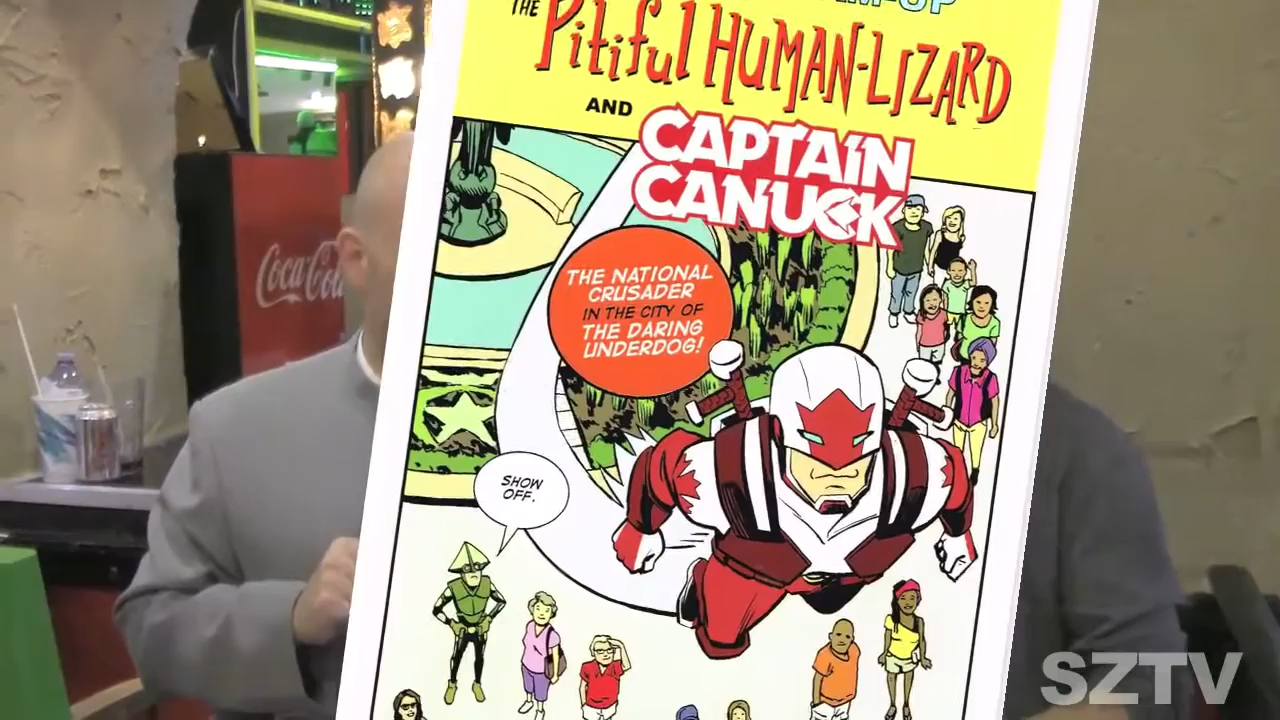 THE Pitiful HUMAN-LIZARD
AND
CAPTAIN
CANUCK
THE NATIONAL
CRUSADER
IN THE CITY OF
THE DARING
UNDERDOG!
SHOW
OFF.
Coca-Cola
SZTV